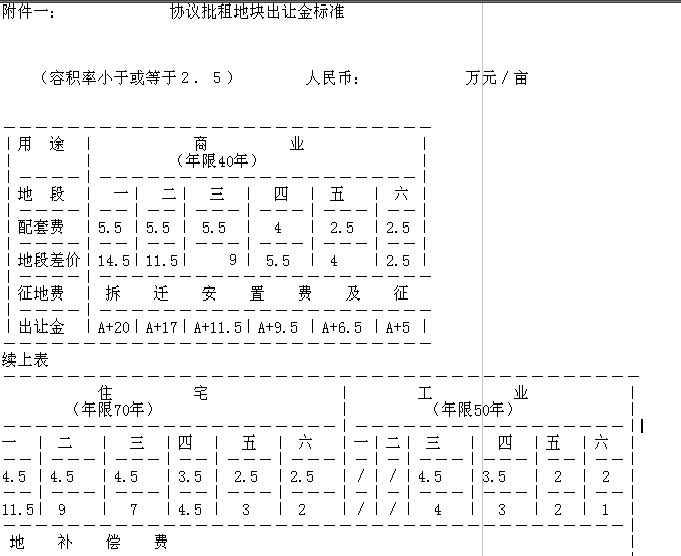 附件一： 协议批租地块出让金标准
（容积率小于或等于２．５） 人民币： 万元／亩
用 途 商 业
（年限40年）
地 段 一 二 三 四 五 六
配套费 5.5 5.5 5.5 4 2.5 2.5
地段差价 14.5 11.5 9 5.5 4 2.5
征地费 拆 迁 安 置 费 及 征
出让金 A+20 A+17 A+11.5 A+9.5 A+6.5 A+5
续上表
住 宅 工 业
（年限70年） （年限50年）
一 二 三 四 五 六 一 二 三 四 五 六
4.5 4.5 4.5 3.5 2.5 2.5 / / 4.5 3.5 2 2
11.5 9 7 4.5 3 2 / / 4 3 2 1
地 补 偿 费